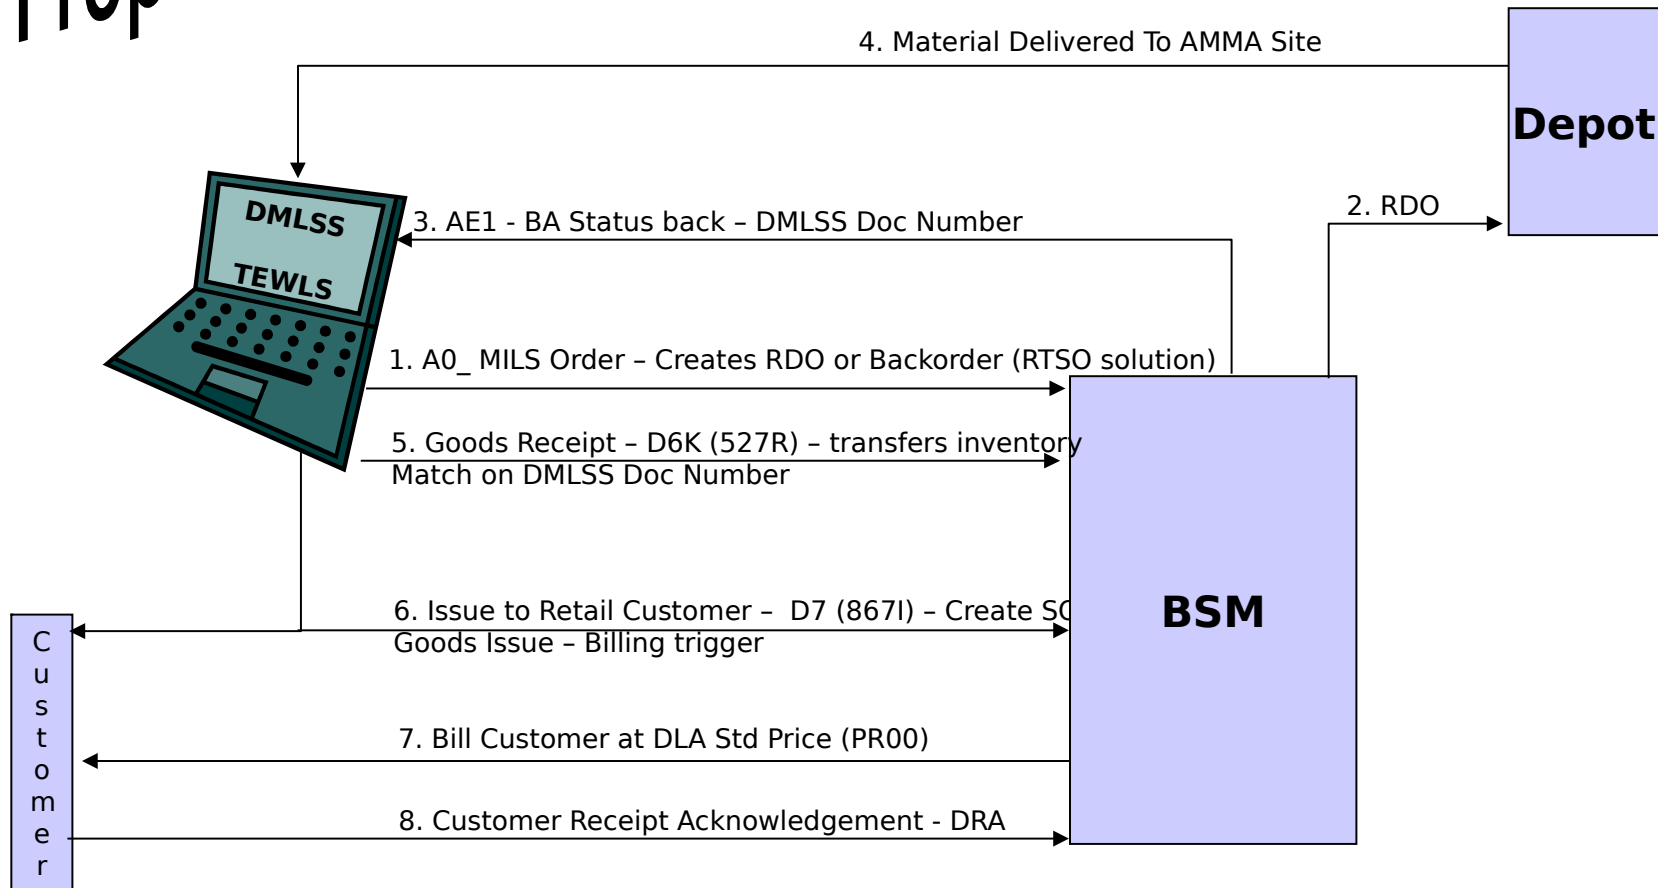 4. Material Delivered To AMMA Site
Depot
2. RDO
DMLSS
TEWLS
3. AE1 - BA Status back – DMLSS Doc Number
1. A0_ MILS Order – Creates RDO or Backorder (RTSO solution)
5. Goods Receipt – D6K (527R) – transfers inventory
Match on DMLSS Doc Number
6. Issue to Retail Customer –  D7 (867I) – Create SO
Goods Issue – Billing trigger
BSM
7. Bill Customer at DLA Std Price (PR00)
8. Customer Receipt Acknowledgement - DRA
Customer